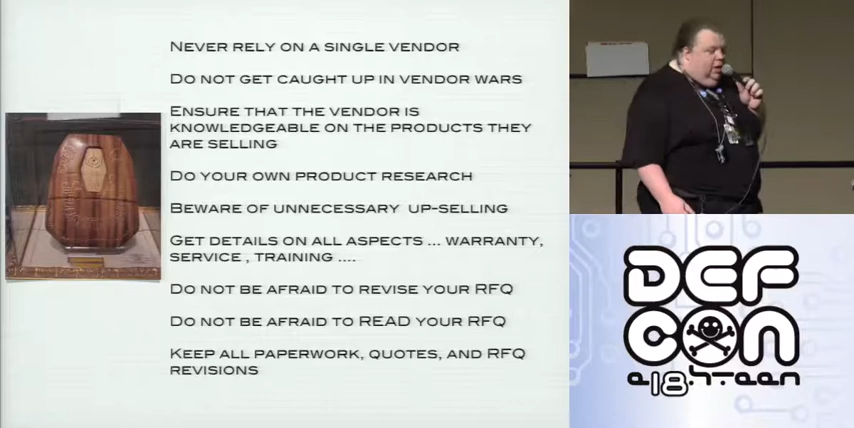 NEVER RELY ON A SINGLE VENDOR
DO NOT GET CAUGHT UP IN VENDOR WARS
ENSURE THAT THE VENDOR IS
KNOWLEDGEABLE ON THE PRODUCTS THEY
ARE SELLING
DO YOUR OWN PRODUCT RESEARCH
BEWARE OF UNNECESSARY UP-SELLING
GET DETAILS ON ALL ASPECTS ... WARRANTY,
SERVICE , TRAINING ....
DO NOT BE AFRAID TO REVISE YOUR RFQ
DO NOT BE AFRAID TO READ YOUR RFQ
KEEP ALL PAPERWORK, QUOTES, AND RFQ
REVISIONS
DEF
CON
e18h-teen